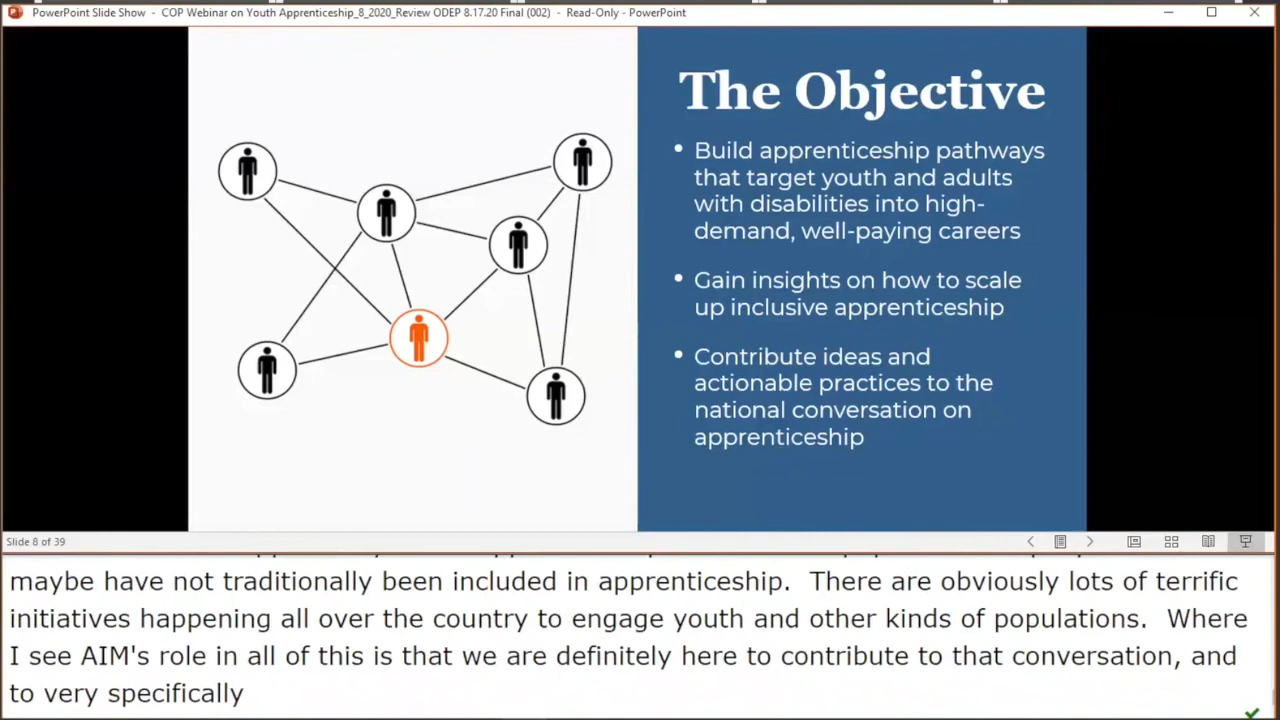 PowerPoint Slide Show - COP Webinar on Youth Apprenticeship_8_2020_Review ODEP 8.17.20 Final (002) - Read-Only - PowerPoint
The Objective
• Build apprenticeship pathways
that target youth and adults
with disabilities into high-
demand, well-paying careers
• Gain insights on how to scale
up inclusive apprenticeship
• Contribute ideas and
actionable practices to the
national conversation on
apprenticeship
Slide 8 of 39
maybe have not traditionally been included in apprenticeship.  There are obviously lots of terrific
initiatives happening all over the country to engage youth and other kinds of populations.  Where
I see AIM's role in all of this is that we are definitely here to contribute to that conversation, and
to very specifically